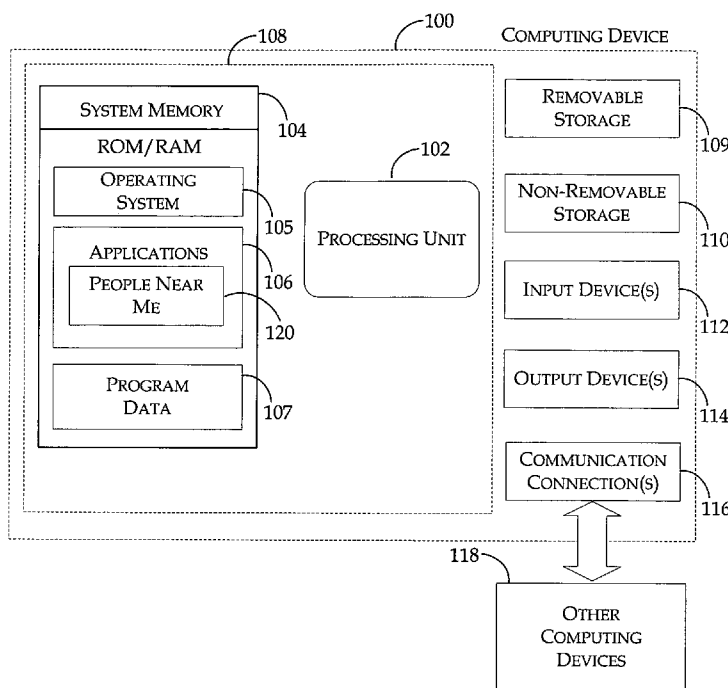 100
COMPUTING DEVICE
108
SYSTEM MEMORY
104
ROM/RAM
OPERATING
SYSTEM
105
APPLICATIONS
106
PEOPLE NEAR
ME
120
PROGRAM
DATA
107
102
PROCESSING UNIT
REMOVABLE
STORAGE
109
NON-REMOVABLE
STORAGE
110
INPUT DEVICE(S)
112
OUTPUT DEVICE(S)
114
COMMUNICATION
CONNECTION(S)
116
118
OTHER
COMPUTING
DEVICES